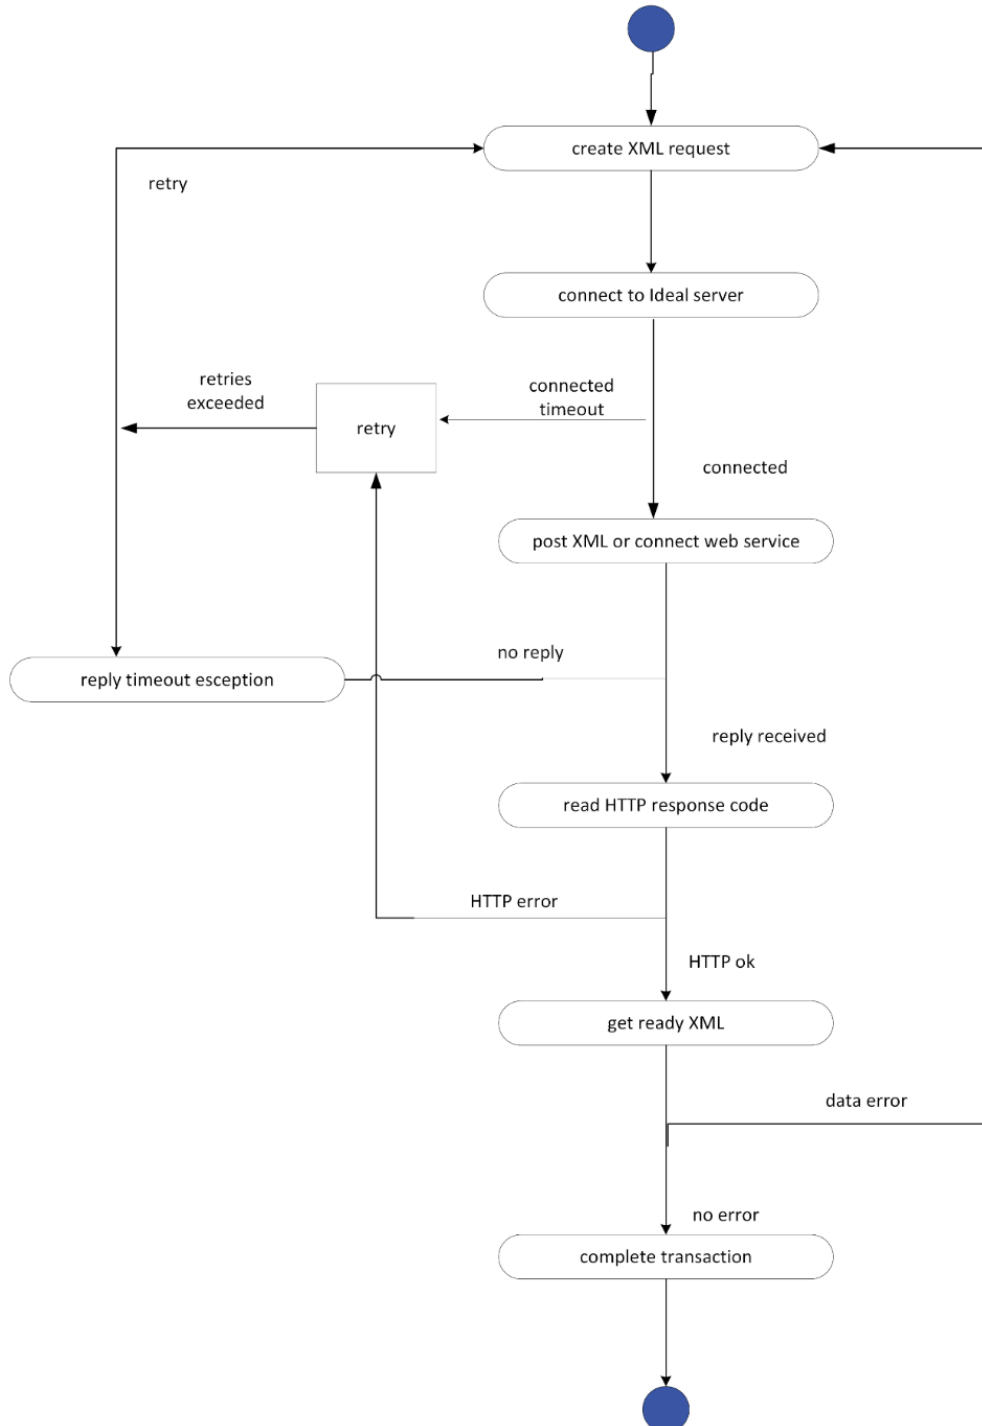 create XML request
retry
connect to Ideal server
retries
exceeded
connected
timeout
retry
connected
post XML or connect web service
no reply
reply timeout esception
reply received
read HTTP response code
HTTP error
HTTP ok
get ready XML
data error
no error
complete transaction